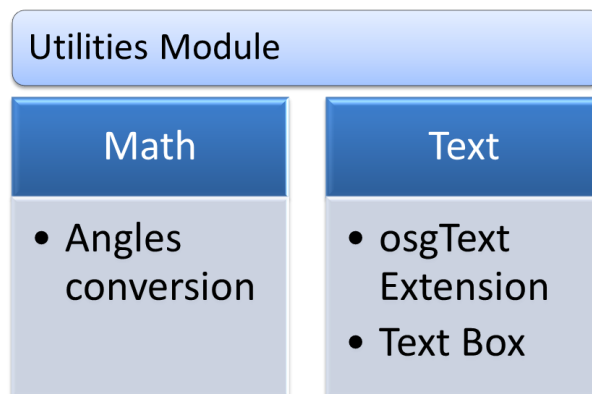 Utilities Module
Math
• Angles
conversion
Text
• osgText
Extension
• Text Box